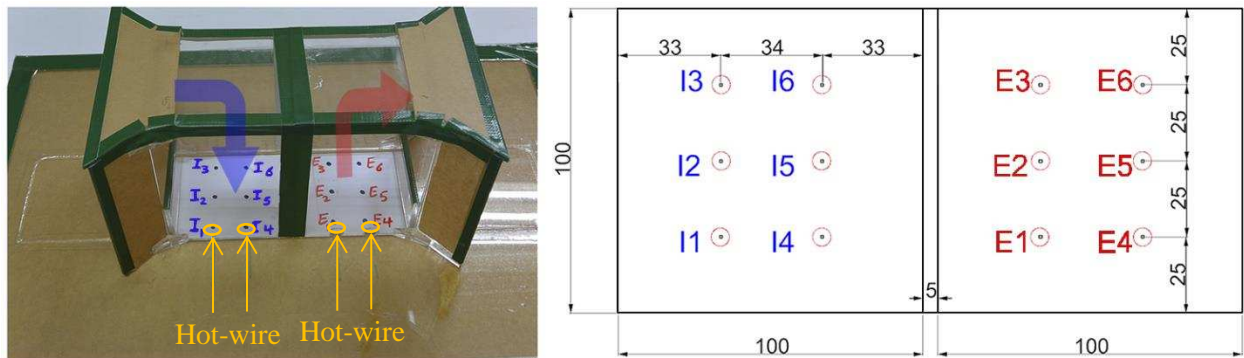 I3 I6 E3 E6
I2 I5 E2 E5
I1 I4 E E4
Hot-wire Hot-wire
33 34 33
25
I3 I6 E3 E6
25
100
I2 I5 E2 E5
25
I1 I4 E1 E4
25
5
100 100